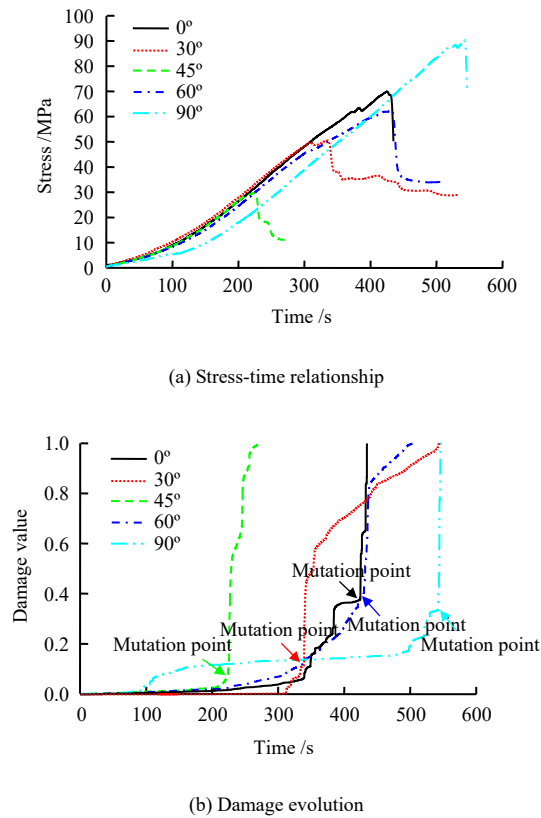 100
90
80
70
60
50
40
30
20
10
0
Stress /MPa
0º
30º
45º
60º
90º
0 100 200 300 400 500 600
Time /s
(a) Stress-time relationship
1.0
0.8
0.6
0.4
0.2
0.0
Damage value
0º
30º
45º
60º
90º
Mutation point
Mutation point
Mutation point
Mutation point
Mutation point
0 100 200 300 400 500 600
Time /s
(b) Damage evolution